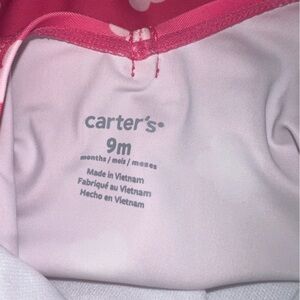 carter's
9m
months / mois / meses
Made in Vietnam
Fabriqué au Vietnam
Hecho en Vietnam